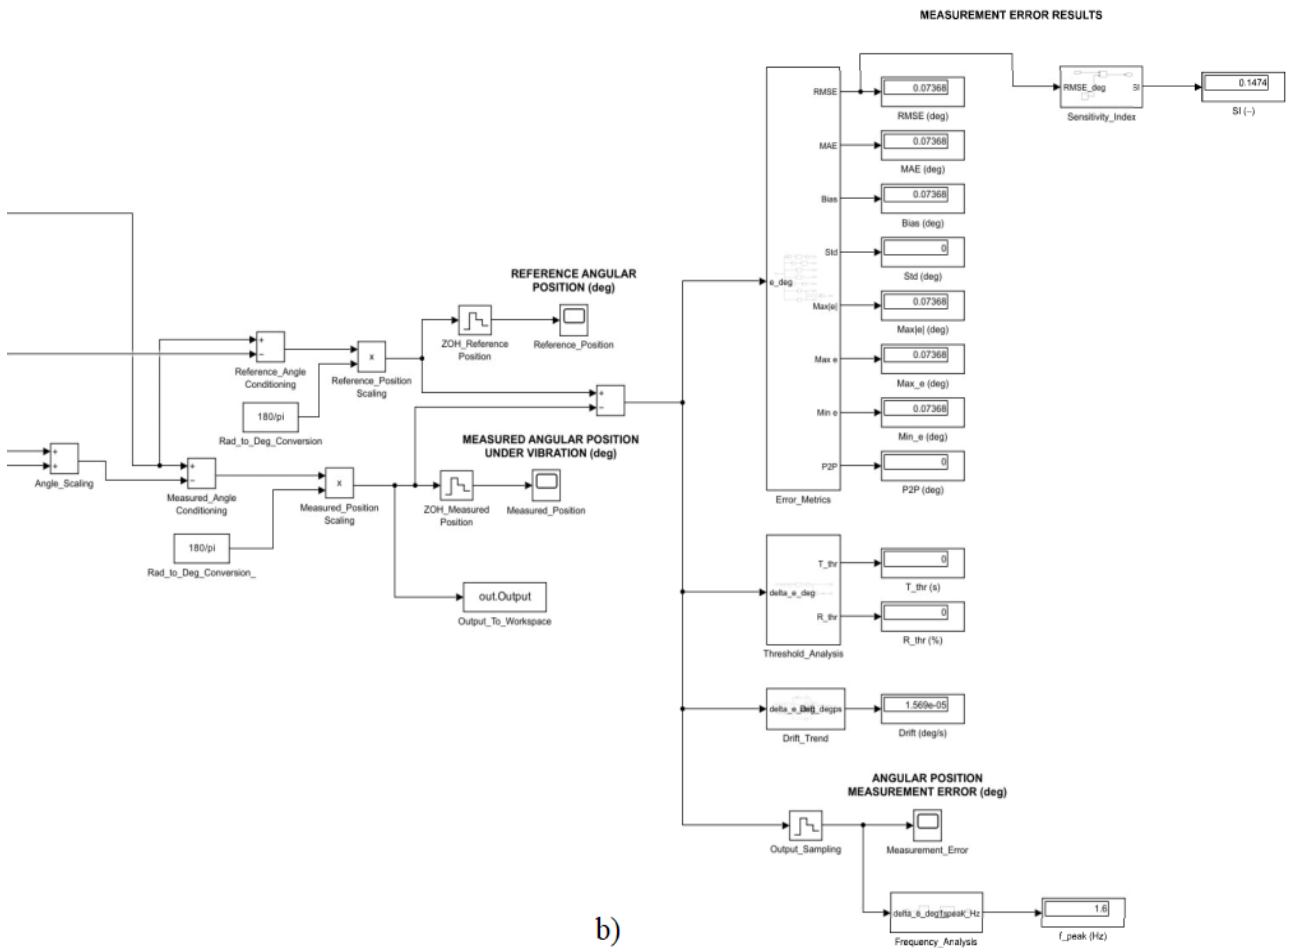 MEASUREMENT ERROR RESULTS
RMSE
0.07368
RMSE (deg)
RMSE_deg
SI
Sensitivity_Index
0.1474
SI (–)
MAE
0.07368
MAE (deg)
Bias
0.07368
Bias (deg)
Std
0
Std (deg)
e_deg
Max|e|
0.07368
Max|e| (deg)
Max e
0.07368
Max_e (deg)
Min e
0.07368
Min_e (deg)
P2P
0
P2P (deg)
Error_Metrics
REFERENCE ANGULAR
POSITION (deg)
ZOH_Reference
Position
Reference_Position
+
−
Reference_Angle
Conditioning
x
Reference_Position
Scaling
180/pi
Rad_to_Deg_Conversion
+
−
MEASURED ANGULAR POSITION
UNDER VIBRATION (deg)
+
+
Angle_Scaling
+
−
Measured_Angle
Conditioning
x
Measured_Position
Scaling
ZOH_Measured
Position
Measured_Position
180/pi
Rad_to_Deg_Conversion_
out.Output
Output_To_Workspace
T_thr
0
T_thr (s)
delta_e_deg
R_thr
0
R_thr (%)
Threshold_Analysis
1.569e-05
Drift_Trend
Drift (deg/s)
ANGULAR POSITION
MEASUREMENT ERROR (deg)
Output_Sampling
Measurement_Error
Frequency_Analysis
1.6
f_peak (Hz)
b)